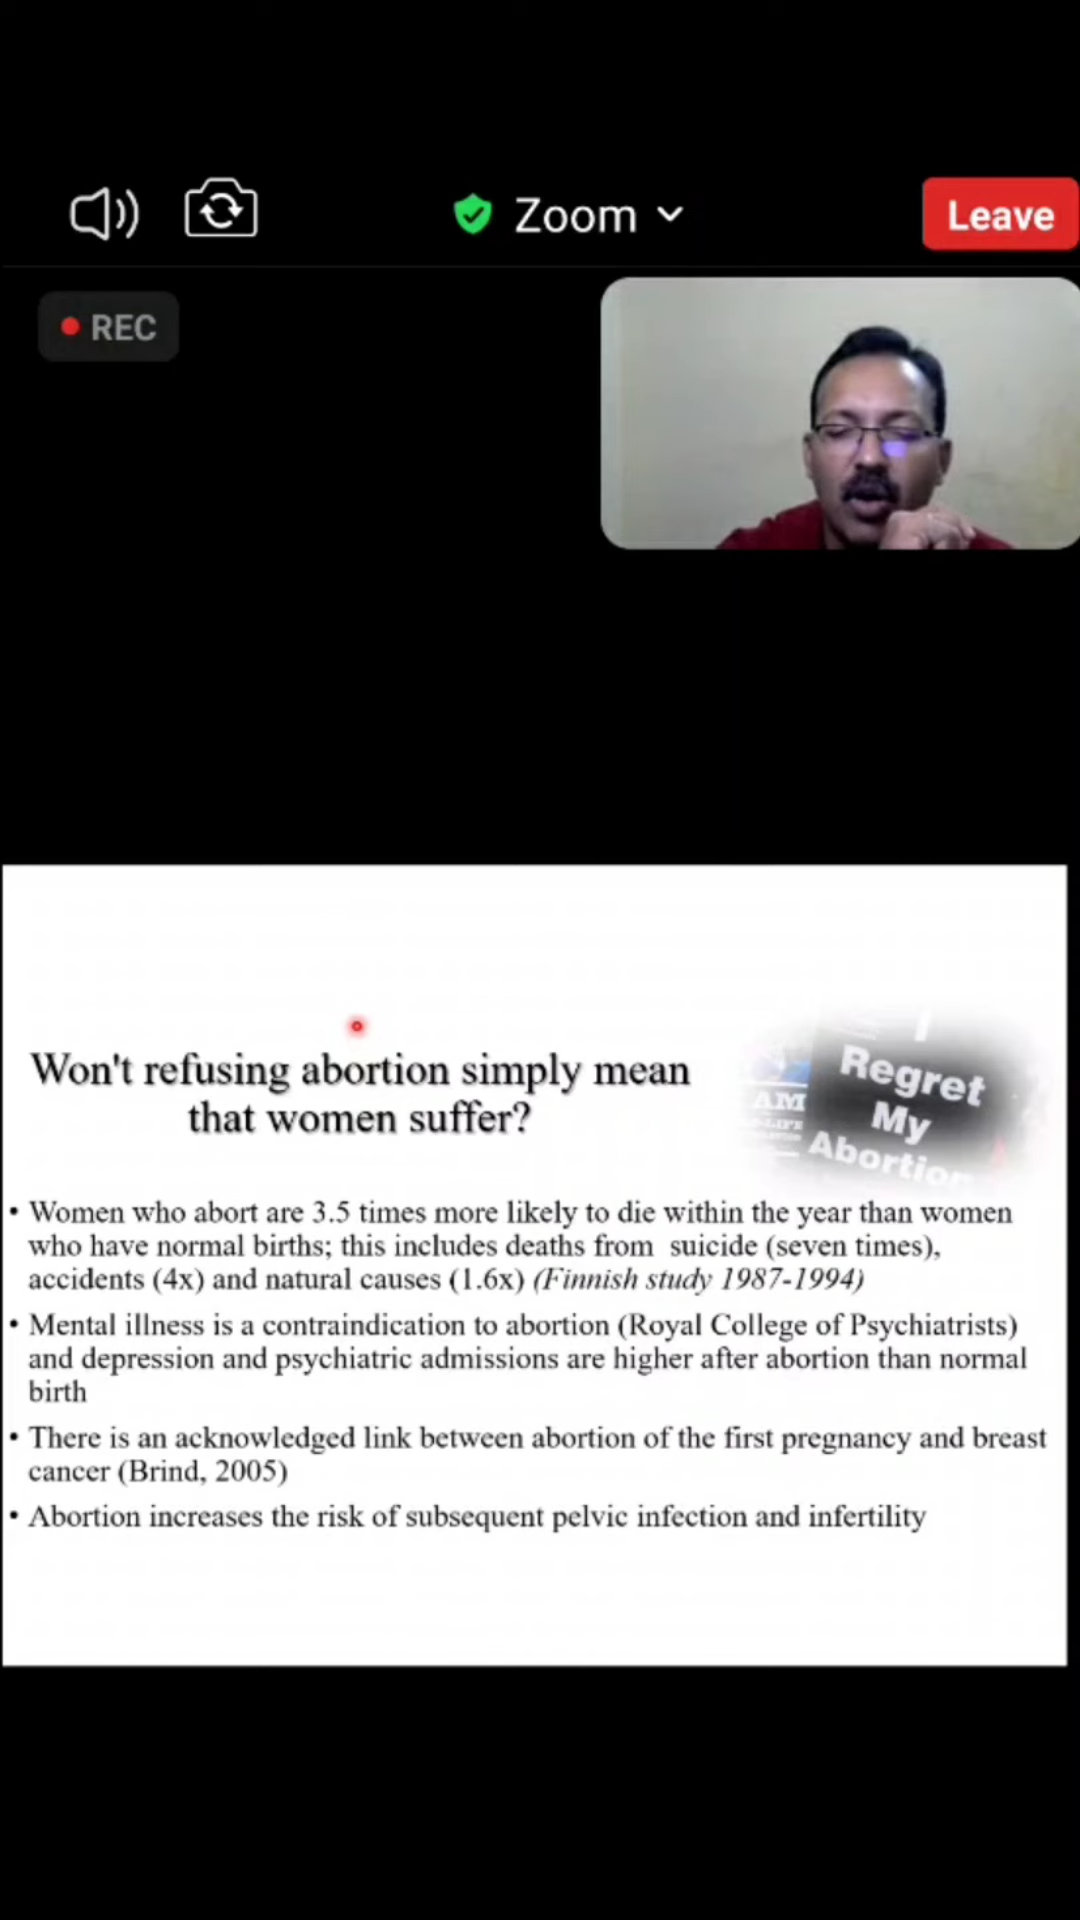 Zoom
Leave
REC
I
Regret
My
Abortion
AM
Won't refusing abortion simply mean
that women suffer?
• Women who abort are 3.5 times more likely to die within the year than women
who have normal births; this includes deaths from suicide (seven times),
accidents (4x) and natural causes (1.6x) (Finnish study 1987-1994)
• Mental illness is a contraindication to abortion (Royal College of Psychiatrists)
and depression and psychiatric admissions are higher after abortion than normal
birth
• There is an acknowledged link between abortion of the first pregnancy and breast
cancer (Brind, 2005)
• Abortion increases the risk of subsequent pelvic infection and infertility